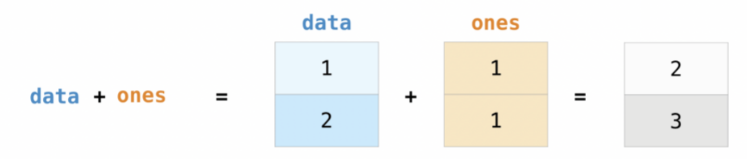 data ones
1 1 2
data + ones = + =
2 1 3